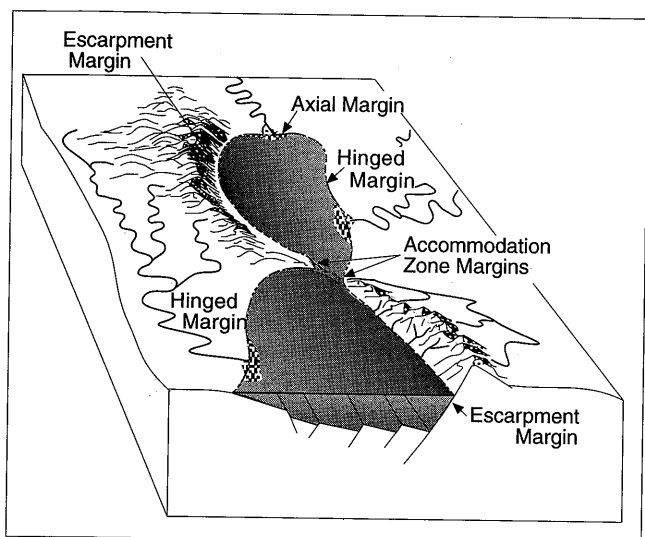 Escarpment
Margin
Axial Margin
Hinged
Margin
Accommodation
Zone Margins
Hinged
Margin
Escarpment
Margin